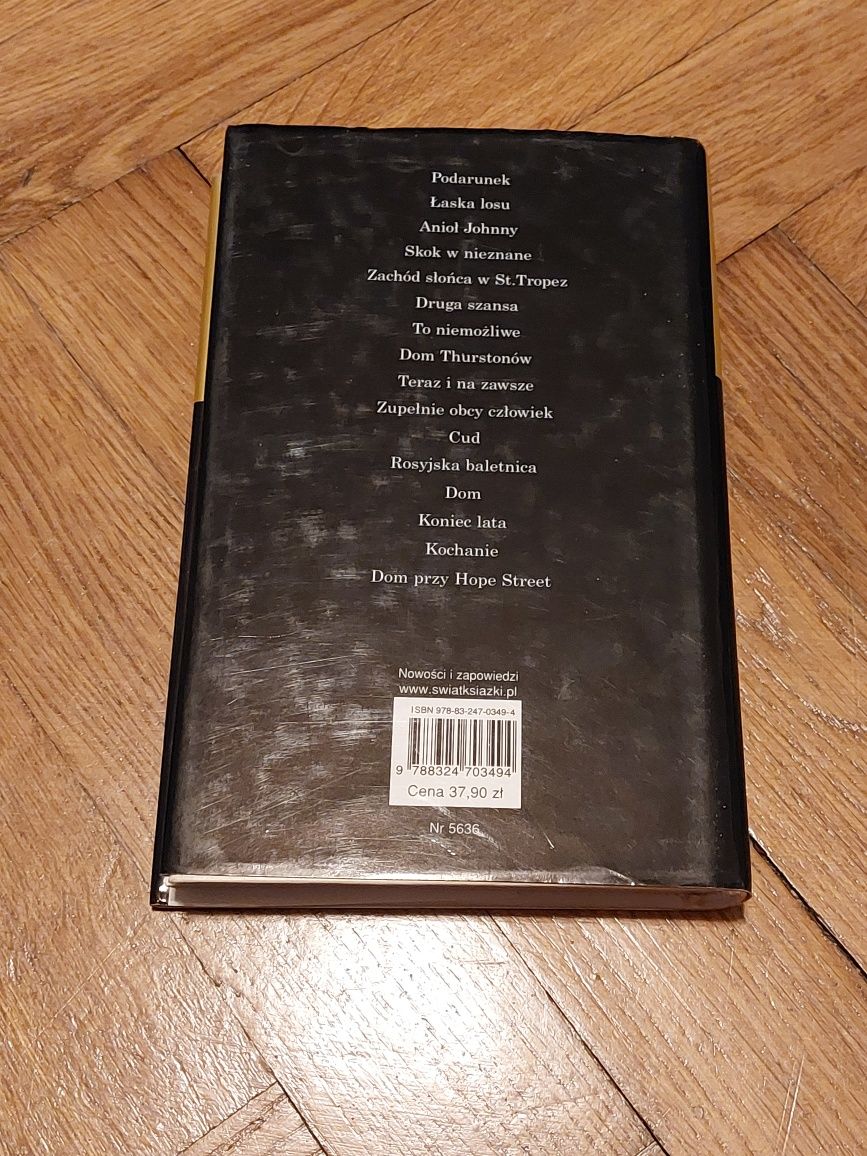 Podarunek
Łaska losu
Anioł Johnny
Skok w nieznane
Zachód słońca w St.Tropez
Druga szansa
To niemożliwe
Dom Thurstonów
Teraz i na zawsze
Zupełnie obcy człowiek
Cud
Rosyjska baletnica
Dom
Koniec lata
Kochanie
Dom przy Hope Street
Nowości i zapowiedzi
www.swiatksiazki.pl
ISBN 978-83-247-0349-4
9 788324 703494
Cena 37,90 zł
Nr 5636